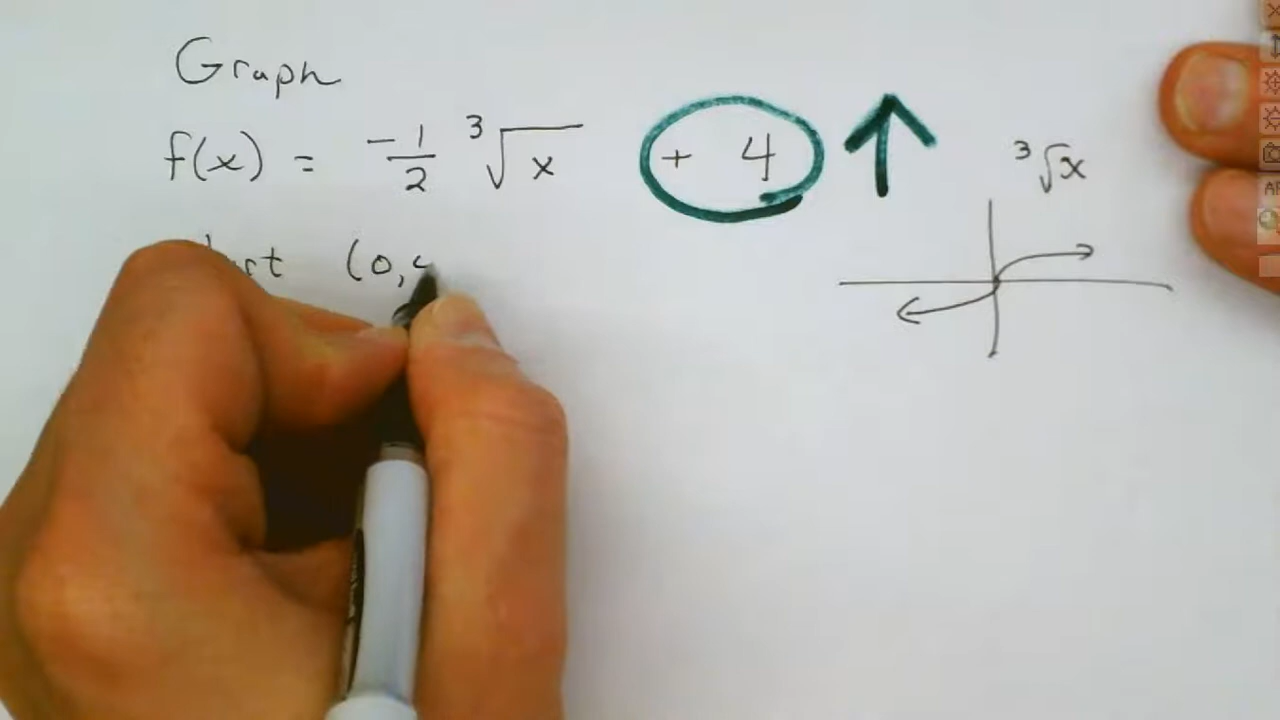 Graph
f(x) = -1/2 ∛x + 4
∛x
(0,